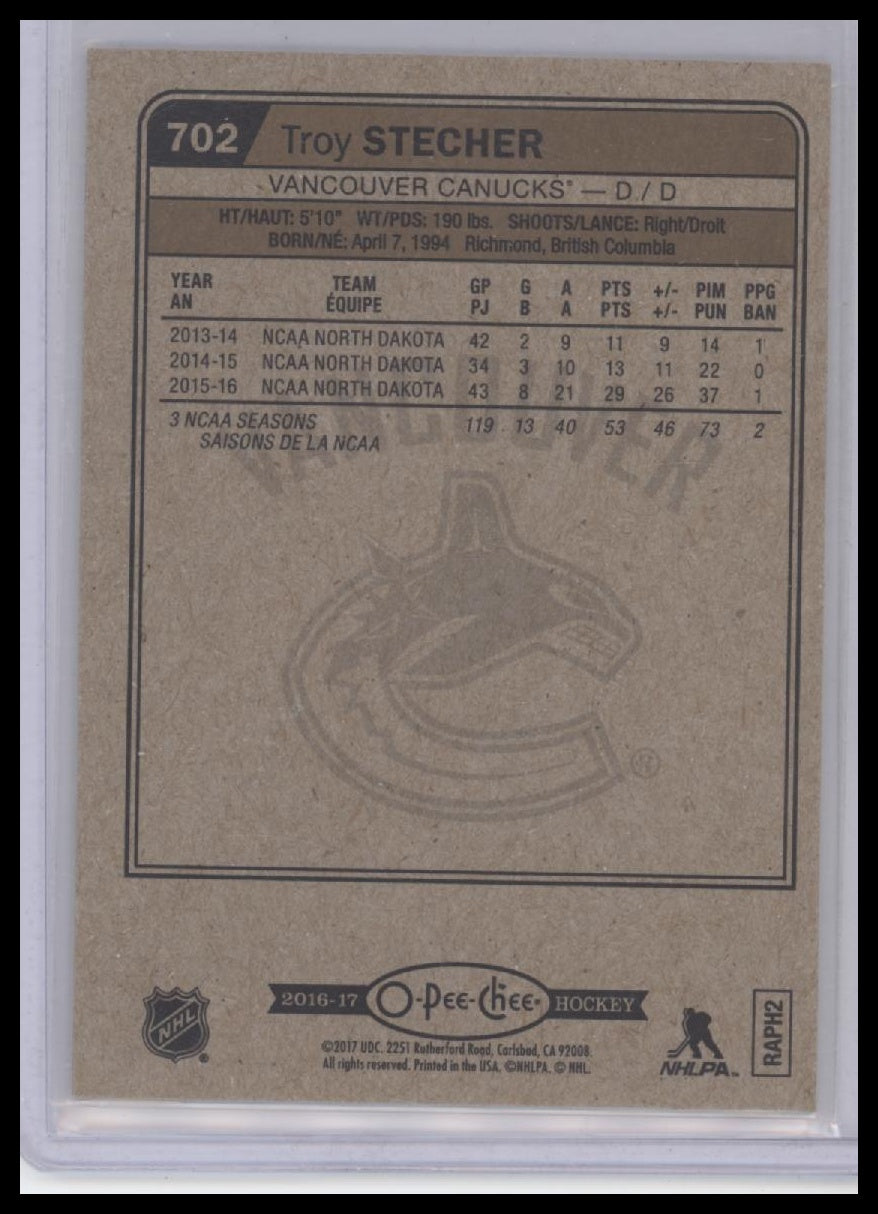 702 Troy STECHER
VANCOUVER CANUCKS® — D / D
HT/HAUT: 5'10" WT/PDS: 190 lbs. SHOOTS/LANCE: Right/Droit
BORN/NÉ: April 7, 1994 Richmond, British Columbia
YEAR TEAM GP G A PTS +/- PIM PPG
AN ÉQUIPE PJ B A PTS +/- PUN BAN
2013-14 NCAA NORTH DAKOTA 42 2 9 11 9 14 1
2014-15 NCAA NORTH DAKOTA 34 3 10 13 11 22 0
2015-16 NCAA NORTH DAKOTA 43 8 21 29 26 37 1
3 NCAA SEASONS 119 13 40 53 46 73 2
SAISONS DE LA NCAA
VANCOUVER
®
2016-17 O-Pee-Chee® HOCKEY
NHL ®
©2017 UDC. 2251 Rutherford Road, Carlsbad, CA 92008.
All rights reserved. Printed in the USA. ©NHLPA. © NHL.
NHLPA™
RAPH2